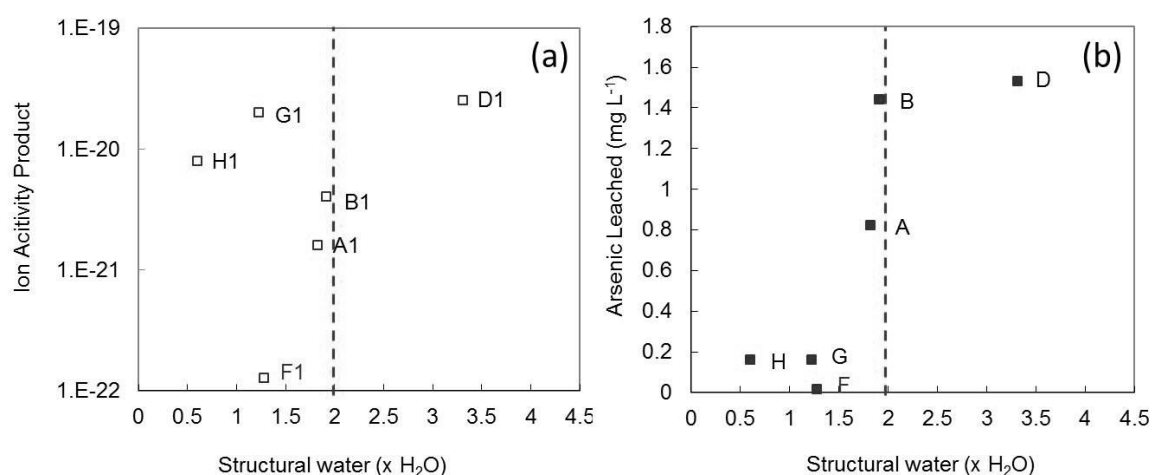 (a)
Ion Acitivity Product
1.E-19
1.E-20
1.E-21
1.E-22
G1
D1
H1
B1
A1
F1
0 0.5 1 1.5 2 2.5 3 3.5 4 4.5
Structural water (x H₂O)
(b)
Arsenic Leached (mg L⁻¹)
1.8
1.6
1.4
1.2
1
0.8
0.6
0.4
0.2
0
D
B
A
H
G
F
0 0.5 1 1.5 2 2.5 3 3.5 4 4.5
Structural water (x H₂O)